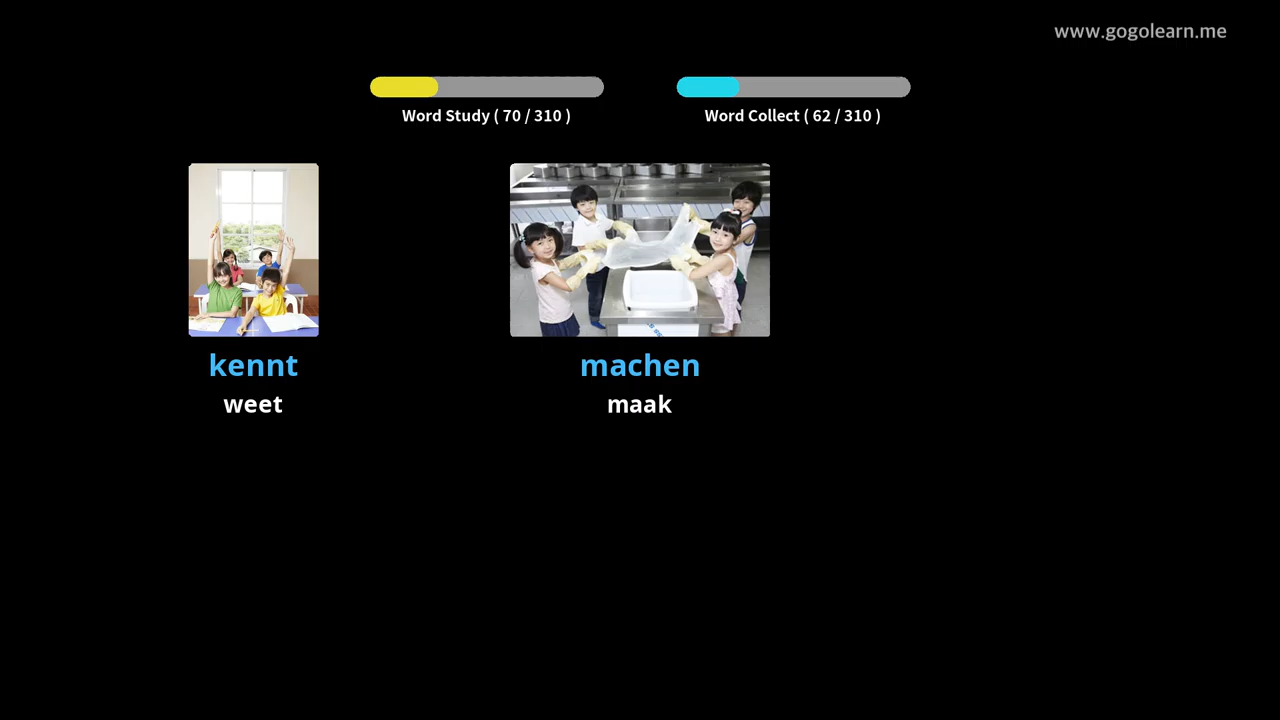 www.gogolearn.me
Word Study ( 70 / 310 )
Word Collect ( 62 / 310 )
kennt
weet
machen
maak